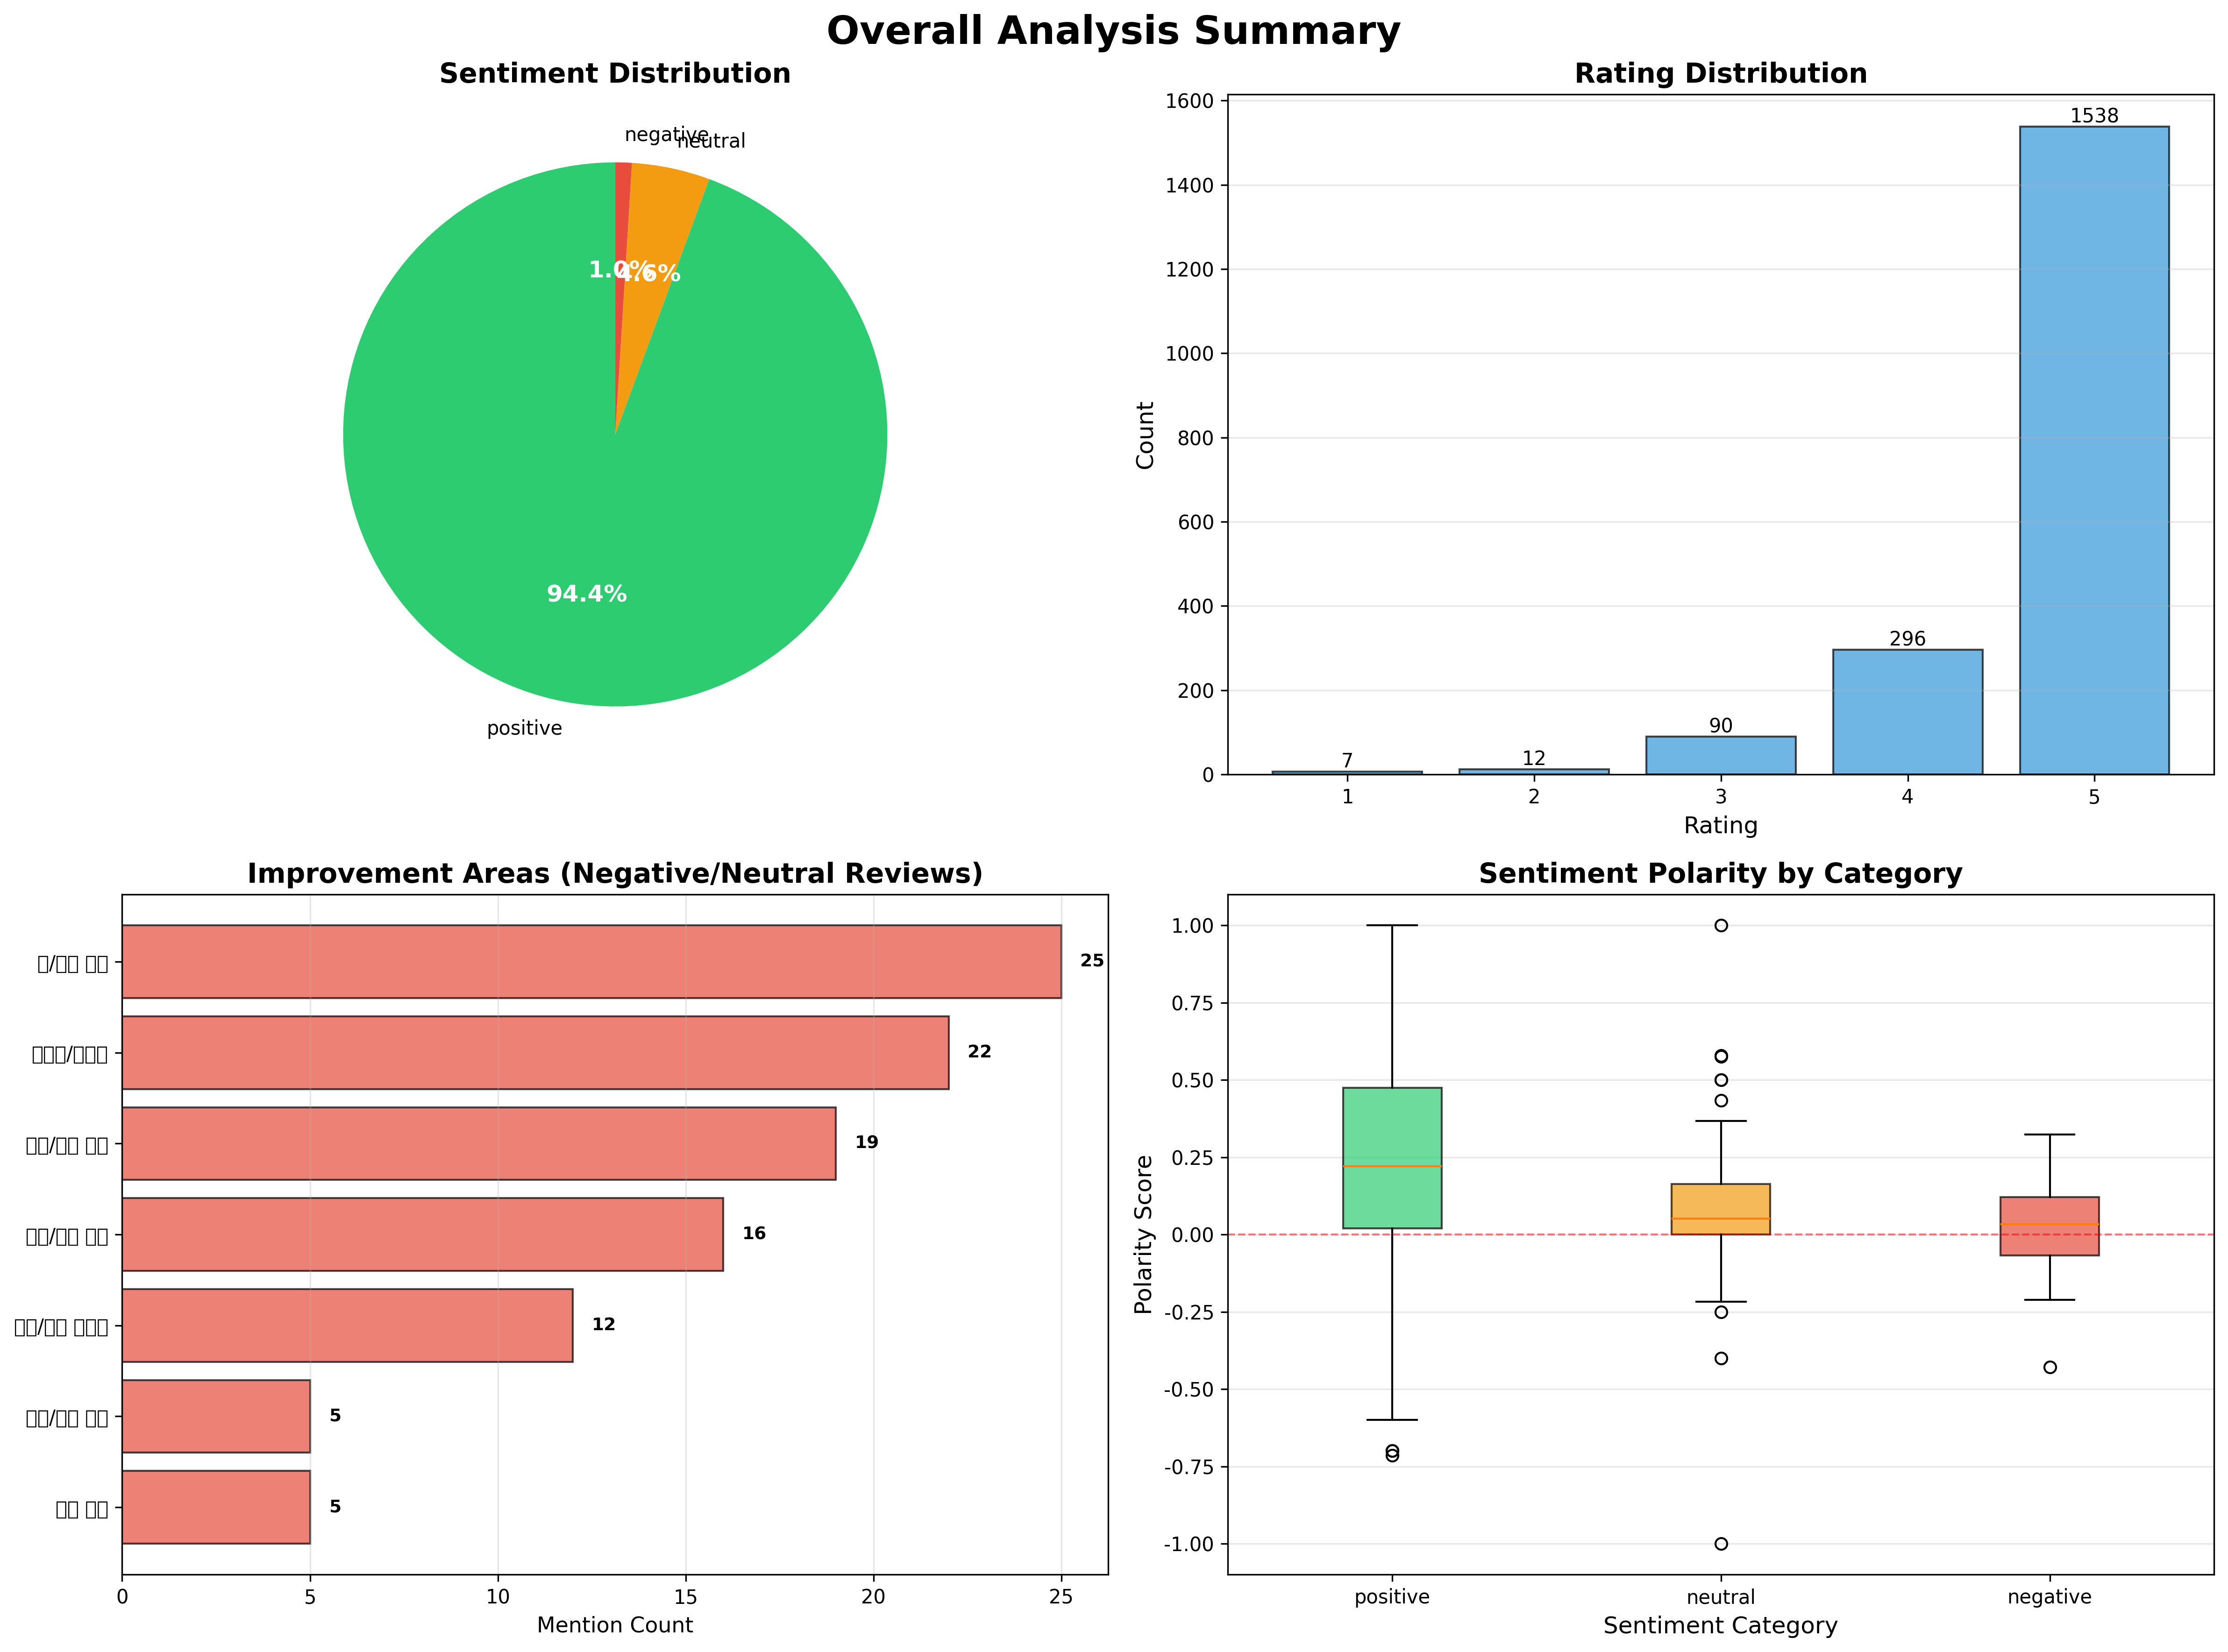 Overall Analysis Summary
Sentiment Distribution
negative
neutral
1.0%
4.6%
94.4%
positive
Rating Distribution
Count
1600
1400
1200
1000
800
600
400
200
0
1538
296
90
12
7
1
2
3
4
5
Rating
Improvement Areas (Negative/Neutral Reviews)
25
22
19
16
12
5
5
0
5
10
15
20
25
Mention Count
Sentiment Polarity by Category
Polarity Score
1.00
0.75
0.50
0.25
0.00
-0.25
-0.50
-0.75
-1.00
positive
neutral
negative
Sentiment Category